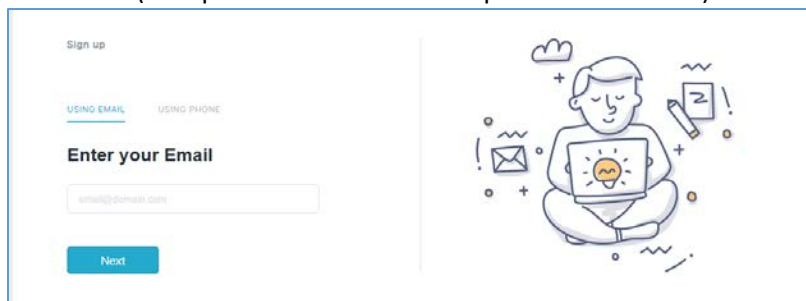 Sign up
USING EMAIL USING PHONE
Enter your Email
email@domain.com
Next
Z